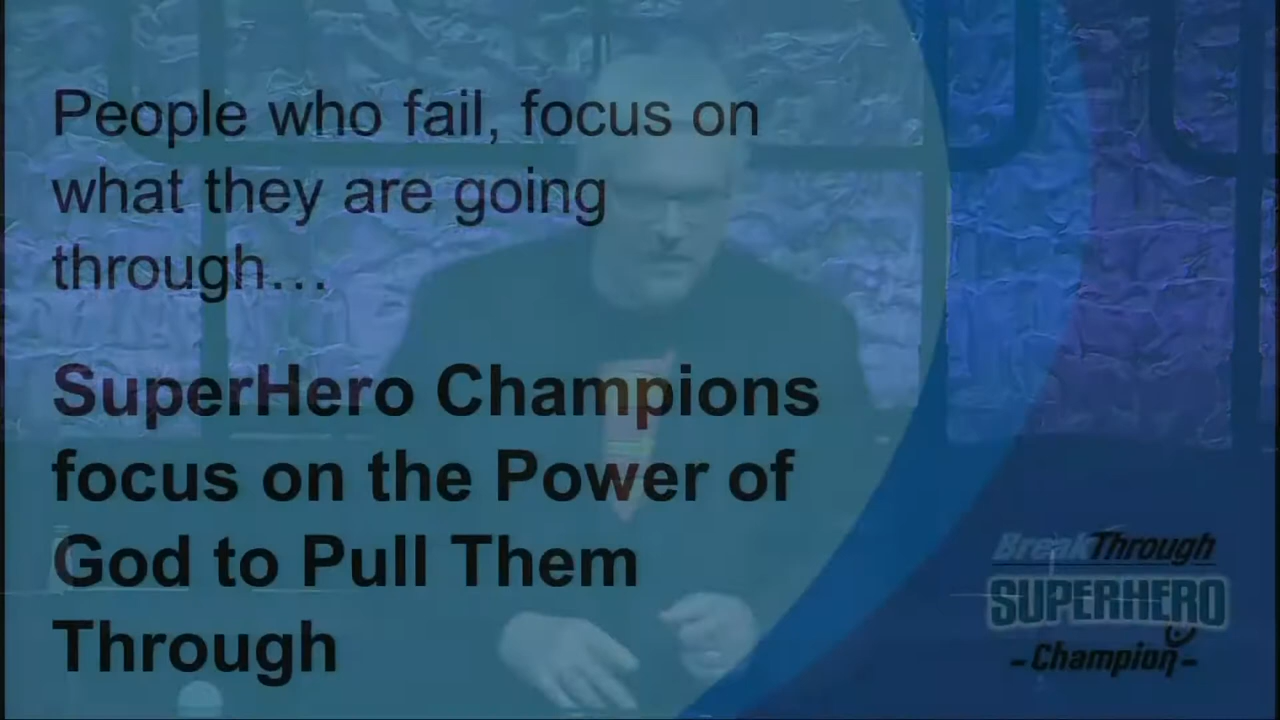 People who fail, focus on
what they are going
through…
SuperHero Champions
focus on the Power of
God to Pull Them
Through
BreakThrough
SUPERHERO
-Champion-